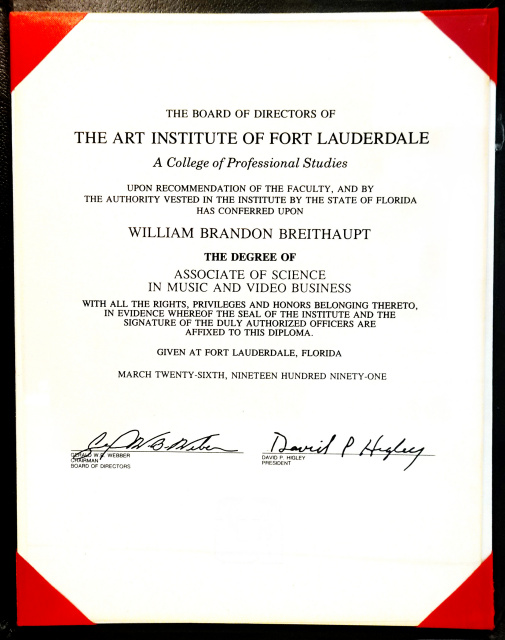 THE BOARD OF DIRECTORS OF
THE ART INSTITUTE OF FORT LAUDERDALE
A College of Professional Studies
UPON RECOMMENDATION OF THE FACULTY, AND BY
THE AUTHORITY VESTED IN THE INSTITUTE BY THE STATE OF FLORIDA
HAS CONFERRED UPON
WILLIAM BRANDON BREITHAUPT
THE DEGREE OF
ASSOCIATE OF SCIENCE
IN MUSIC AND VIDEO BUSINESS
WITH ALL THE RIGHTS, PRIVILEGES AND HONORS BELONGING THERETO,
IN EVIDENCE WHEREOF THE SEAL OF THE INSTITUTE AND THE
SIGNATURE OF THE DULY AUTHORIZED OFFICERS ARE
AFFIXED TO THIS DIPLOMA.
GIVEN AT FORT LAUDERDALE, FLORIDA
MARCH TWENTY-SIXTH, NINETEEN HUNDRED NINETY-ONE
GERALD W.B. WEBBER
CHAIRMAN
BOARD OF DIRECTORS
David P Higley
DAVID P. HIGLEY
PRESIDENT